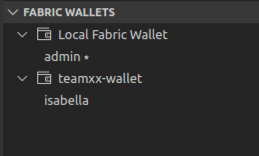 FABRIC WALLETS
Local Fabric Wallet
admin ⋆
teamxx-wallet
isabella